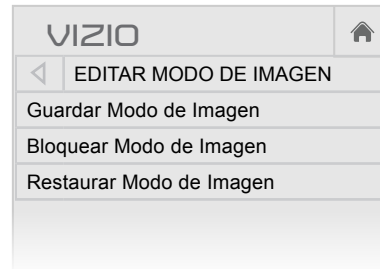 VIZIO
EDITAR MODO DE IMAGEN
Guardar Modo de Imagen
Bloquear Modo de Imagen
Restaurar Modo de Imagen